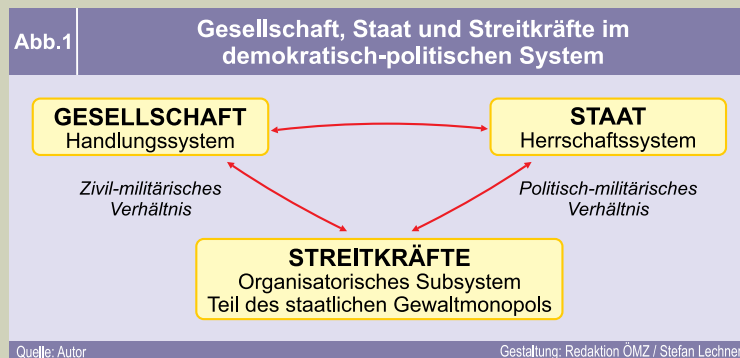 Abb.1
Gesellschaft, Staat und Streitkräfte im
demokratisch-politischen System
GESELLSCHAFT
Handlungssystem
STAAT
Herrschaftssystem
Zivil-militärisches
Verhältnis
Politisch-militärisches
Verhältnis
STREITKRÄFTE
Organisatorisches Subsystem
Teil des staatlichen Gewaltmonopols
Quelle: Autor
Gestaltung: Redaktion ÖMZ / Stefan Lechner